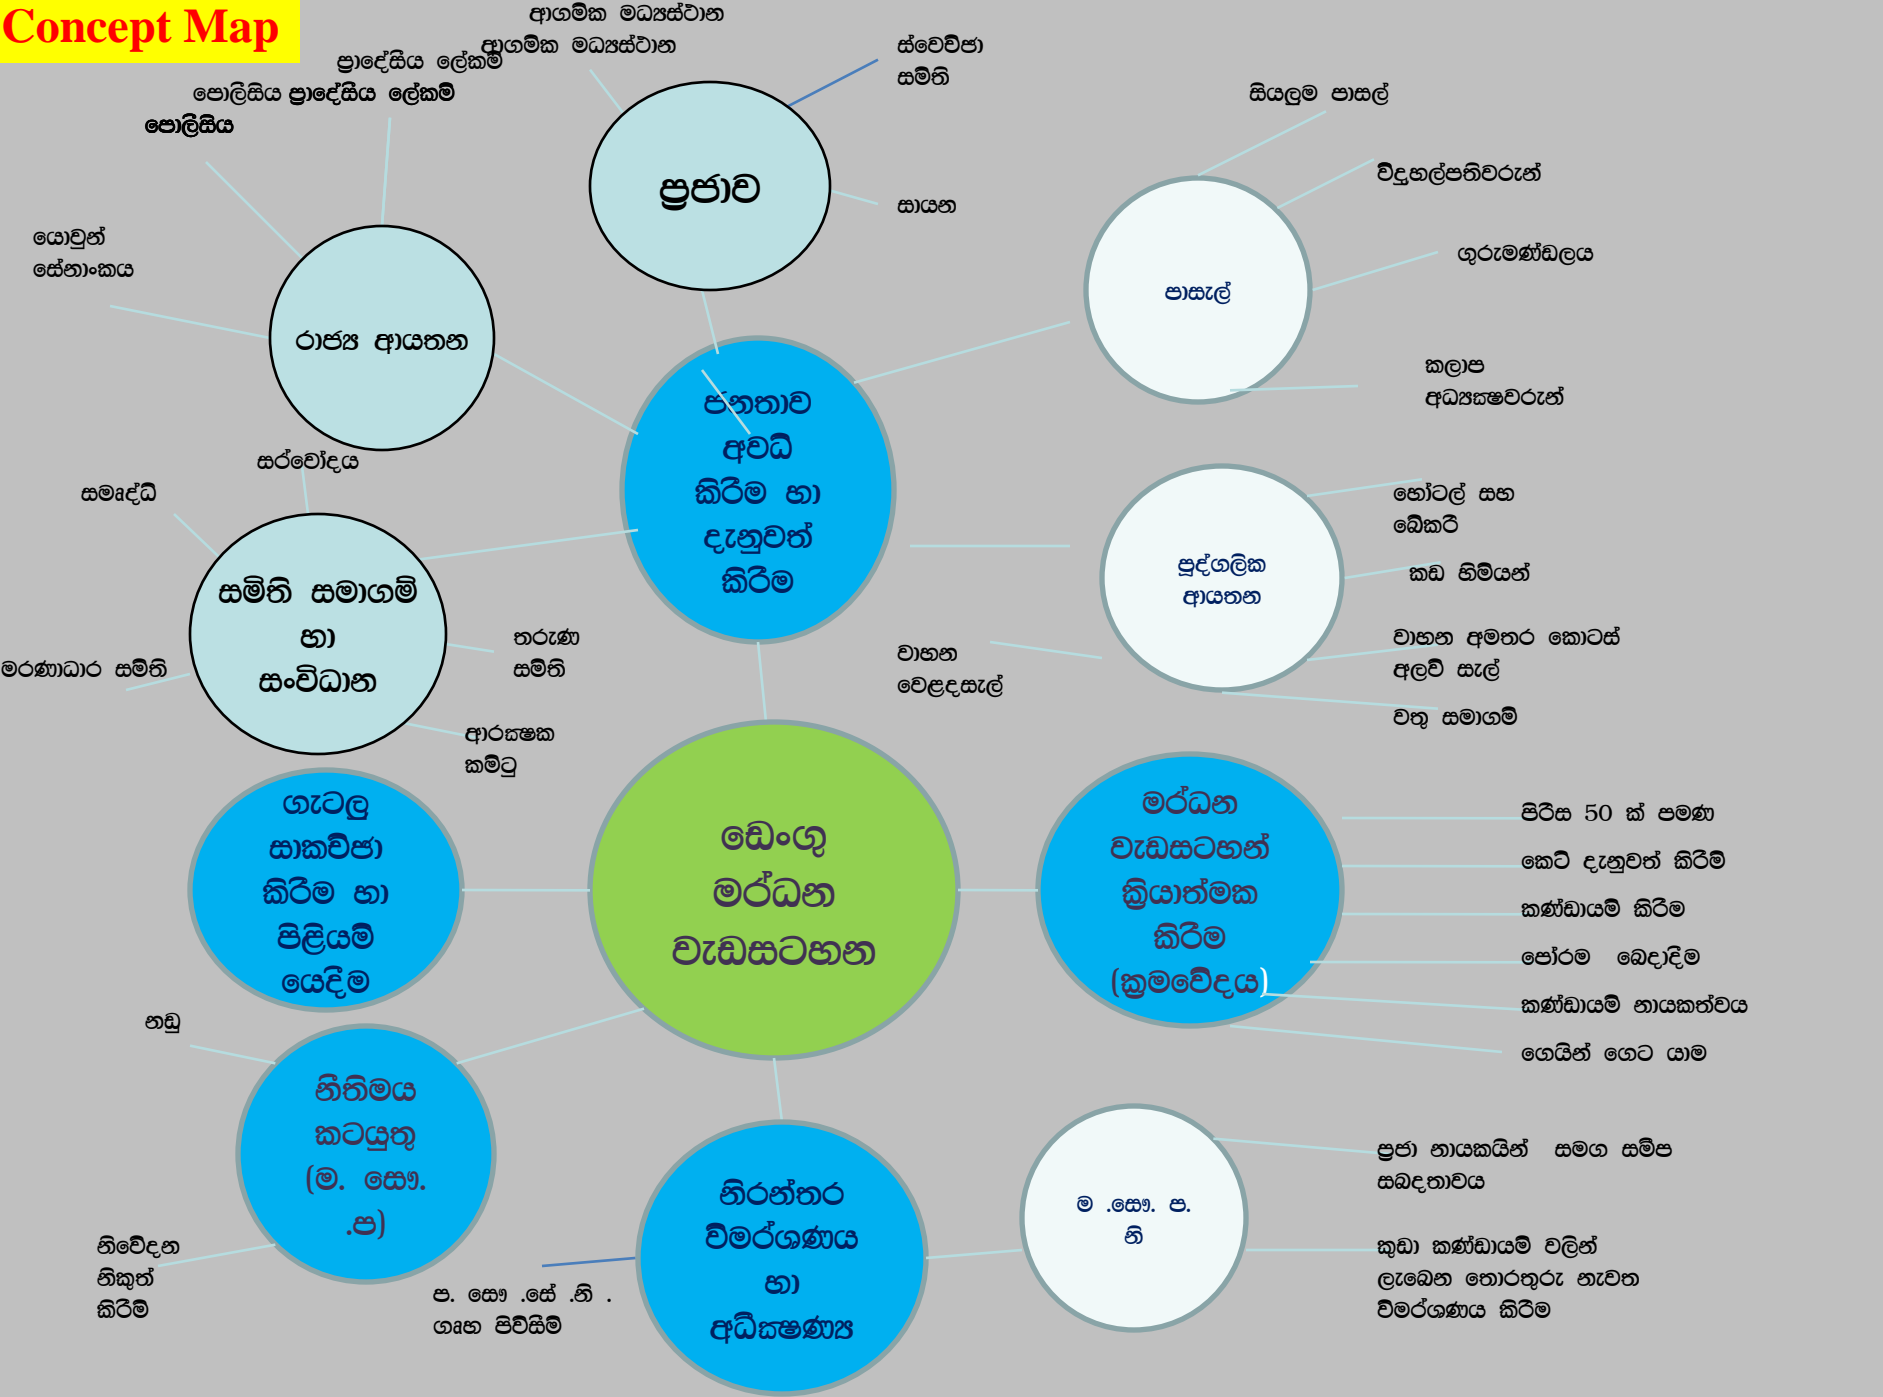 Concept Map
ආගමික මධ්‍යස්ථාන
ආගමික මධ්‍යස්ථාන
ප්‍රාදේසීය ලේකම්
පොලිසිය ප්‍රාදේසීය ලේකම්
පොලිසිය
ස්වෙච්ජා
සමිති
සියලුම පාසල්
ප්‍රජාව
විදුහල්පතිවරුන්
සායන
යොවුන්
සේනාංකය
ගුරුමණ්ඩලය
පාසැල්
රාජ්‍ය ආයතන
කලාප
අධ්‍යක්‍ෂවරුන්
ජනතාව
අවධි
කිරීම හා
දැනුවත්
කිරීම
සර්වෝදය
සමෘද්ධි
හෝටල් සහ
බේකරි
පුද්ගලික
ආයතන
කඩ හිමියන්
සමිති සමාගම්
හා
සංවිධාන
තරුණ
සමිති
වාහන අමතර කොටස්
අලවි සැල්
මරණාධාර සමිති
වාහන
වෙළදසැල්
වතු සමාගම්
ආරක්‍ෂක
කමිටු
ගැටලු
සාකච්ඡා
කිරීම හා
පිළියම්
යෙදීම
ඩෙංගු
මර්ධන
වැඩසටහන
මර්ධන
වැඩසටහන්
ක්‍රියාත්මක
කිරීම
(ක්‍රමවේදය)
පිරිස 50 ක් පමණ
කෙටි දැනුවත් කිරීම්
කණ්ඩායම් කිරීම
පෝරම බෙදාදීම
කණ්ඩායම් නායකත්වය
ගෙයින් ගෙට යාම
නඩු
නීතිමය
කටයුතු
(ම. සෞ.
.ප)
නිවේදන
නිකුත්
කිරීම්
නිරන්තර
විමර්ශණය
හා
අධීක්‍ෂණ්‍ය
ප. සෞ .සේ .නි .
ගෘහ පිවිසීම්
ම .සෞ. ප.
නි
ප්‍රජා නායකයින් සමග සමීප
සබදතාවය
කුඩා කණ්ඩායම් වලින්
ලැබෙන තොරතුරු නැවත
විමර්ශණය කිරීම